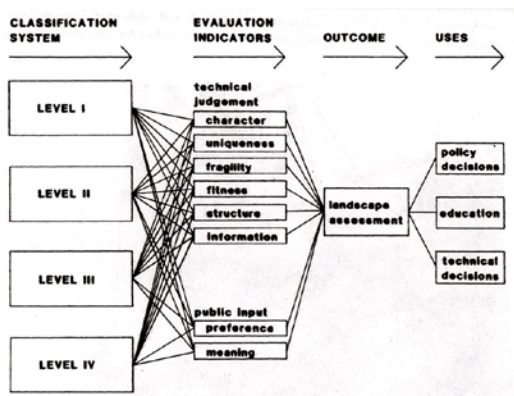 CLASSIFICATION
SYSTEM
EVALUATION
INDICATORS
OUTCOME
USES
LEVEL I
LEVEL II
LEVEL III
LEVEL IV
technical
judgement
character
uniqueness
fragility
fitness
structure
information
public input
preference
meaning
landscape
assessment
policy
decisions
education
technical
decisions